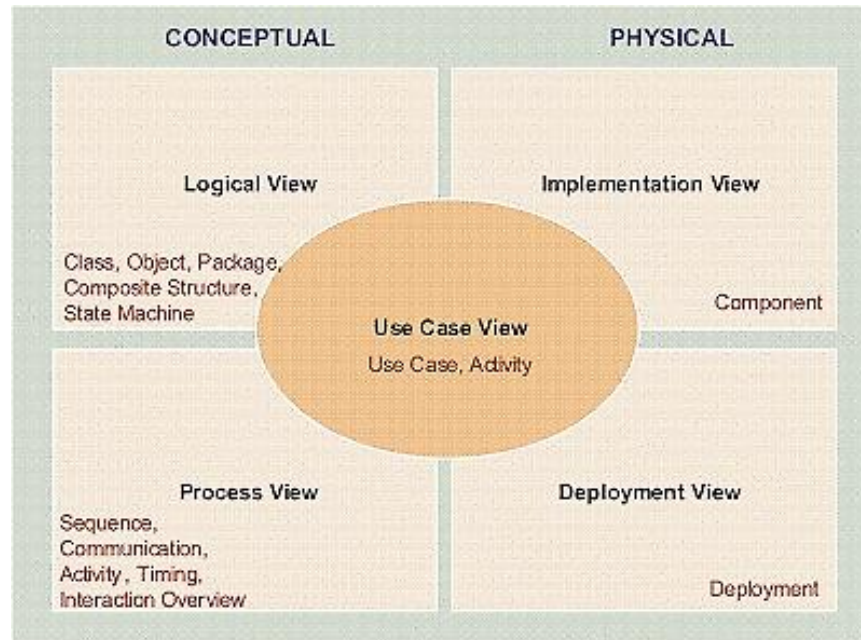 CONCEPTUAL
PHYSICAL
Logical View
Class, Object, Package,
Composite Structure,
State Machine
Implementation View
Component
Use Case View
Use Case, Activity
Process View
Sequence,
Communication,
Activity, Timing,
Interaction Overview
Deployment View
Deployment